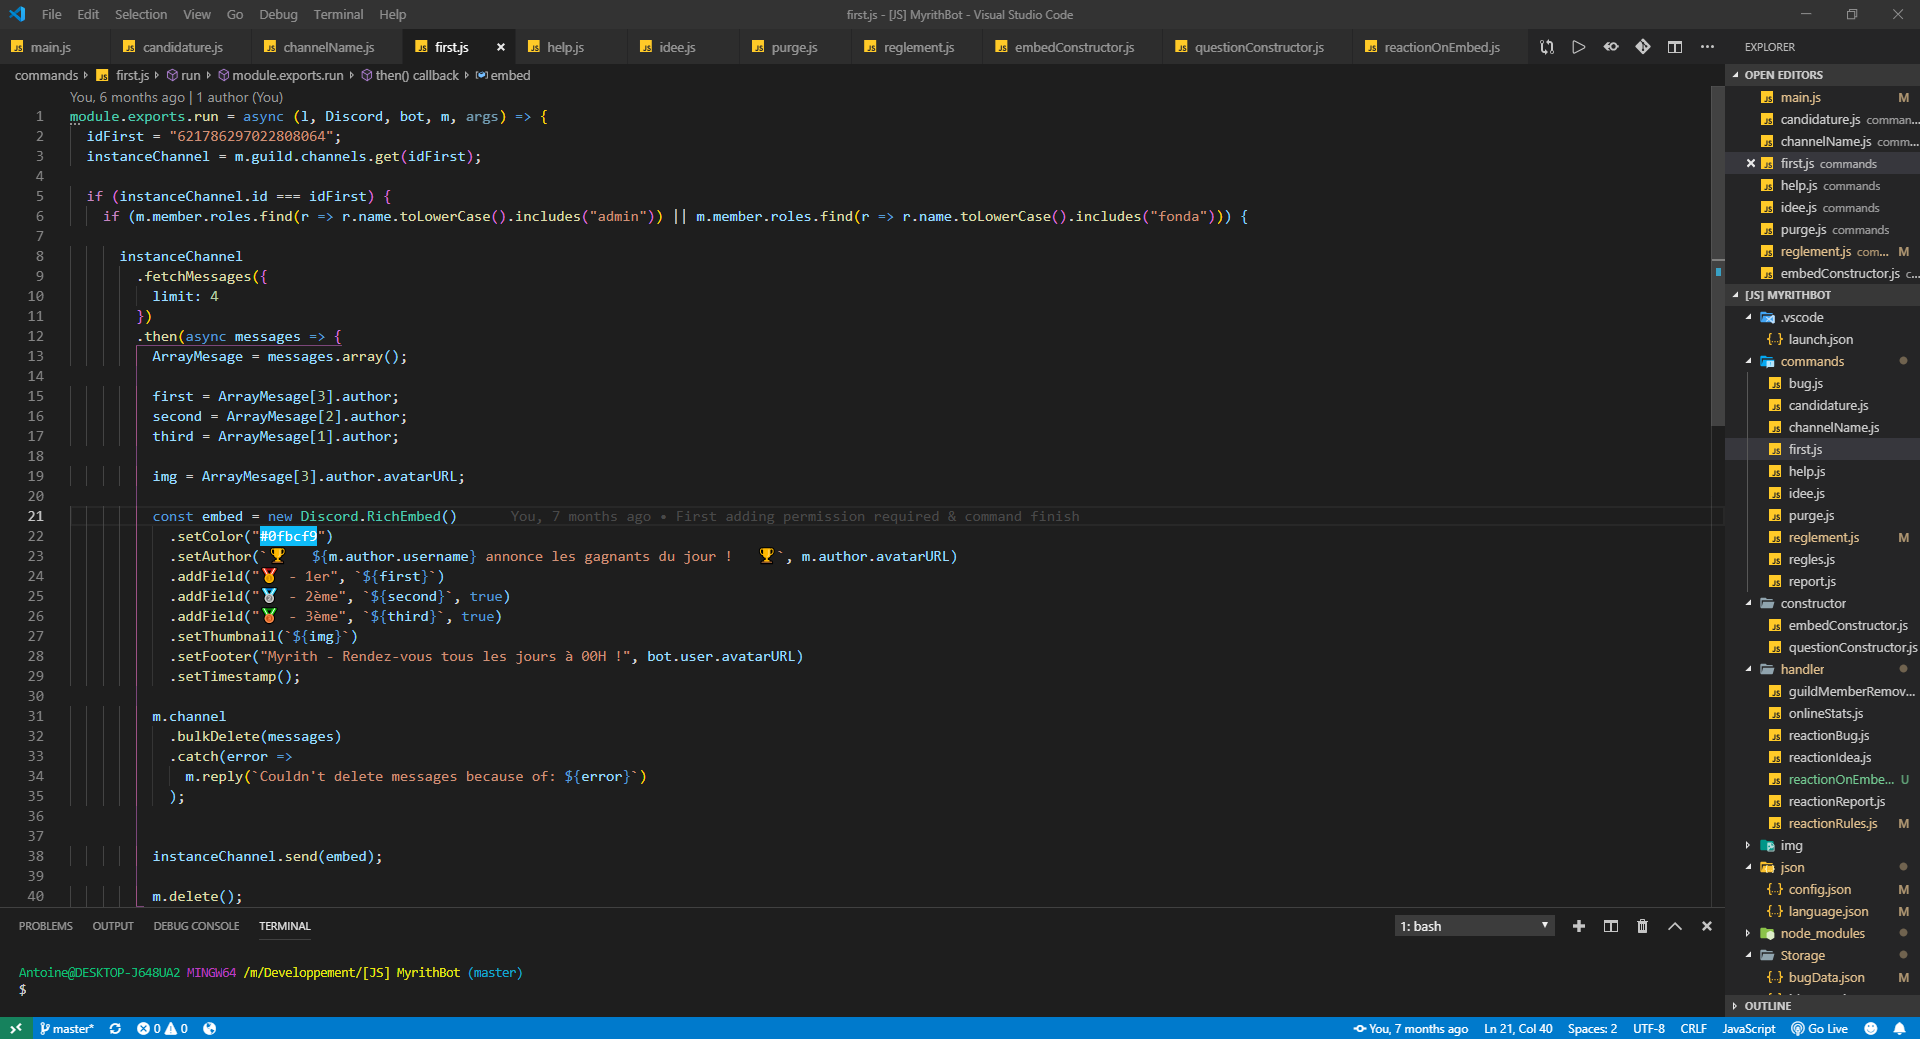 File Edit Selection View Go Debug Terminal Help first.js - [JS] MyrithBot - Visual Studio Code
main.js candidature.js channelName.js first.js help.js idee.js purge.js reglement.js embedConstructor.js questionConstructor.js reactionOnEmbed.js
commands first.js run module.exports.run then() callback embed
You, 6 months ago | 1 author (You)
1 module.exports.run = async (l, Discord, bot, m, args) => {
2 idFirst = "621786297022808064";
3 instanceChannel = m.guild.channels.get(idFirst);
4
5 if (instanceChannel.id === idFirst) {
6 if (m.member.roles.find(r => r.name.toLowerCase().includes("admin")) || m.member.roles.find(r => r.name.toLowerCase().includes("fonda"))) {
7
8 instanceChannel
9 .fetchMessages({
10 limit: 4
11 })
12 .then(async messages => {
13 ArrayMesage = messages.array();
14
15 first = ArrayMesage[3].author;
16 second = ArrayMesage[2].author;
17 third = ArrayMesage[1].author;
18
19 img = ArrayMesage[3].author.avatarURL;
20
21 const embed = new Discord.RichEmbed() You, 7 months ago • First adding permission required & command finish
22 .setColor("#0fbcf9")
23 .setAuthor(`🏆 ${m.author.username} annonce les gagnants du jour ! 🏆`, m.author.avatarURL)
24 .addField("🥇 - 1er", `${first}`)
25 .addField("🥈 - 2ème", `${second}`, true)
26 .addField("🥉 - 3ème", `${third}`, true)
27 .setThumbnail(`${img}`)
28 .setFooter("Myrith - Rendez-vous tous les jours à 00H !", bot.user.avatarURL)
29 .setTimestamp();
30
31 m.channel
32 .bulkDelete(messages)
33 .catch(error =>
34 m.reply(`Couldn't delete messages because of: ${error}`)
35 );
36
37
38 instanceChannel.send(embed);
39
40 m.delete();
EXPLORER
OPEN EDITORS
main.js M
candidature.js comman...
channelName.js comm...
first.js commands
help.js commands
idee.js commands
purge.js commands
reglement.js com... M
embedConstructor.js c...
[JS] MYRITHBOT
.vscode
{..} launch.json
commands
bug.js
candidature.js
channelName.js
first.js
help.js
idee.js
purge.js
reglement.js M
regles.js
report.js
constructor
embedConstructor.js
questionConstructor.js
handler
guildMemberRemov...
onlineStats.js
reactionBug.js
reactionIdea.js
reactionOnEmbe... U
reactionReport.js
reactionRules.js M
img
json
{..} config.json M
{..} language.json M
node_modules
Storage
{..} bugData.json M
OUTLINE
PROBLEMS OUTPUT DEBUG CONSOLE TERMINAL 1: bash
Antoine@DESKTOP-J648UA2 MINGW64 /m/Developpement/[JS] MyrithBot (master)
$
master* 0 0 You, 7 months ago Ln 21, Col 40 Spaces: 2 UTF-8 CRLF JavaScript Go Live